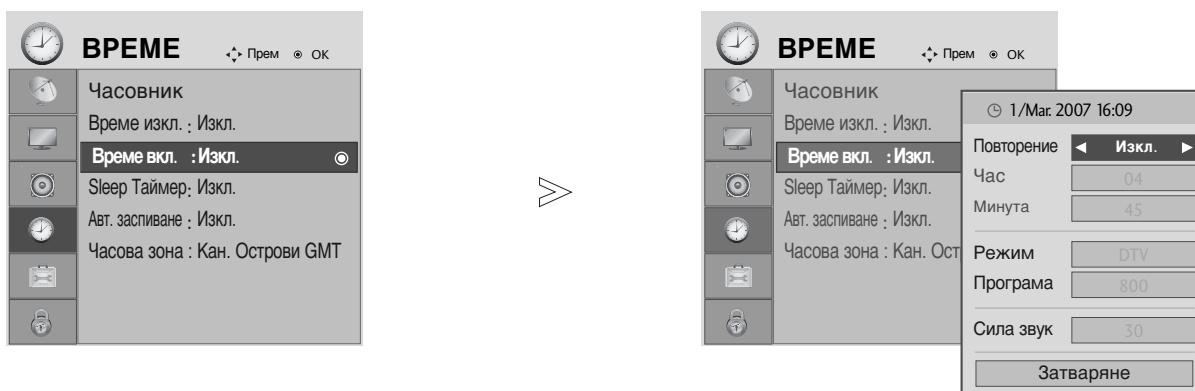 ВРЕМЕ Прем OK
Часовник
Време изкл. : Изкл.
Време вкл. : Изкл.
Sleep Таймер: Изкл.
Авт. заспиване : Изкл.
Часова зона : Кан. Острови GMT
ВРЕМЕ Прем OK
Часовник
Време изкл. : Изкл.
Време вкл. : Изкл.
Sleep Таймер: Изкл.
Авт. заспиване : Изкл.
Часова зона : Кан. Ост
1/Mar. 2007 16:09
Повторение ◄ Изкл. ►
Час 04
Минута 45
Режим DTV
Програма 800
Сила звук 30
Затваряне